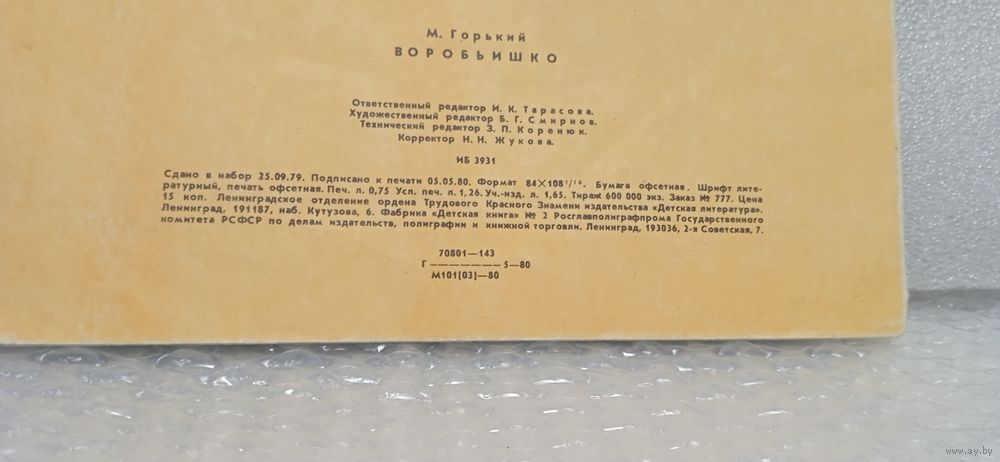 М. Горький
ВОРОБЬИШКО
Ответственный редактор И. К. Тарасова.
Художественный редактор Б. Г. Смирнов.
Технический редактор З. П. Коренюк.
Корректор Н. Н. Жукова.
ИБ 3931
Сдано в набор 25.09.79. Подписано к печати 05.05.80. Формат 84×108¹/₁₆. Бумага офсетная. Шрифт лите-
ратурный, печать офсетная. Печ. л. 0,75 Усл. печ. л. 1,26. Уч.-изд. л. 1,65. Тираж 600 000 экз. Заказ № 777. Цена
15 коп. Ленинградское отделение ордена Трудового Красного Знамени издательства «Детская литература».
Ленинград, 191187, наб. Кутузова, 6. Фабрика «Детская книга» № 2 Росглавполиграфпрома Государственного
комитета РСФСР по делам издательств, полиграфии и книжной торговли. Ленинград, 193036, 2-я Советская, 7.
70801—143
Г ——————— 5—80
М101(03)—80
www.ay.by